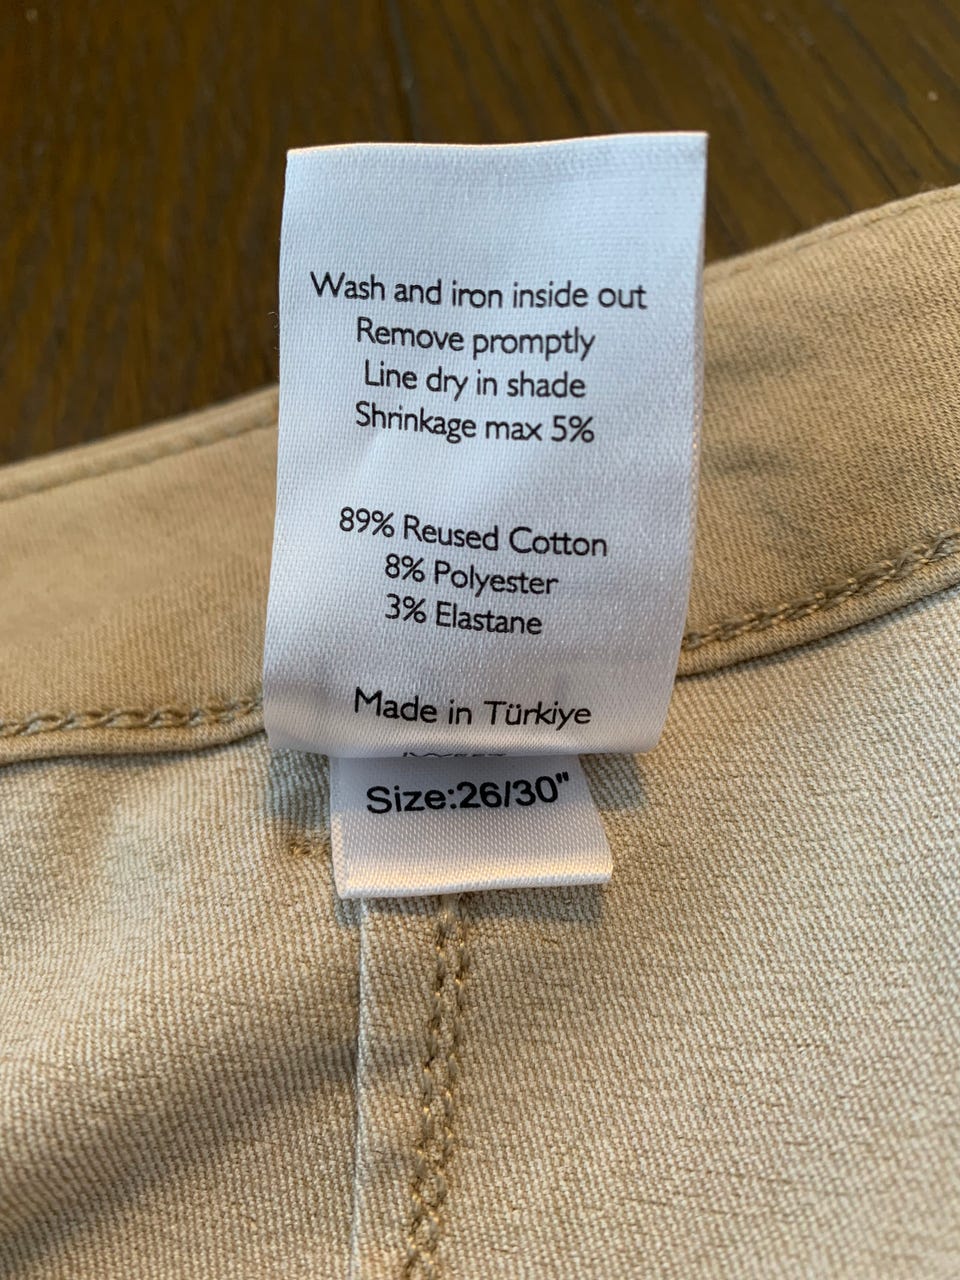 Wash and iron inside out
Remove promptly
Line dry in shade
Shrinkage max 5%
89% Reused Cotton
8% Polyester
3% Elastane
Made in Türkiye
Size:26/30"